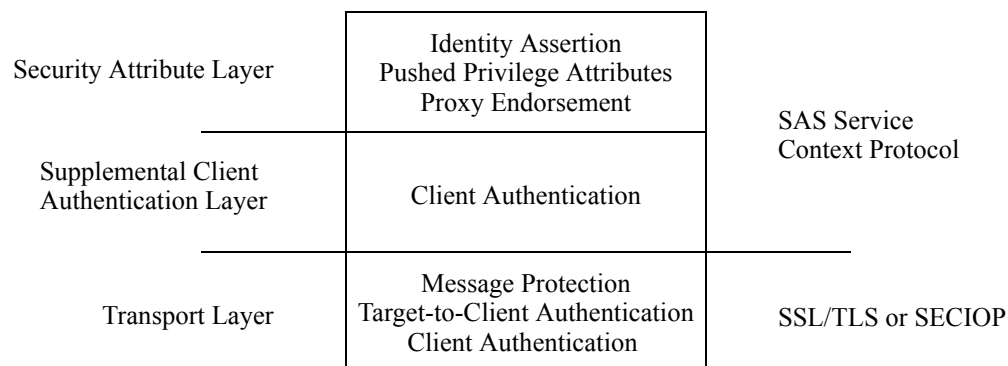 Security Attribute Layer
Identity Assertion
Pushed Privilege Attributes
Proxy Endorsement
SAS Service
Context Protocol
Supplemental Client
Authentication Layer
Client Authentication
Transport Layer
Message Protection
Target-to-Client Authentication
Client Authentication
SSL/TLS or SECIOP